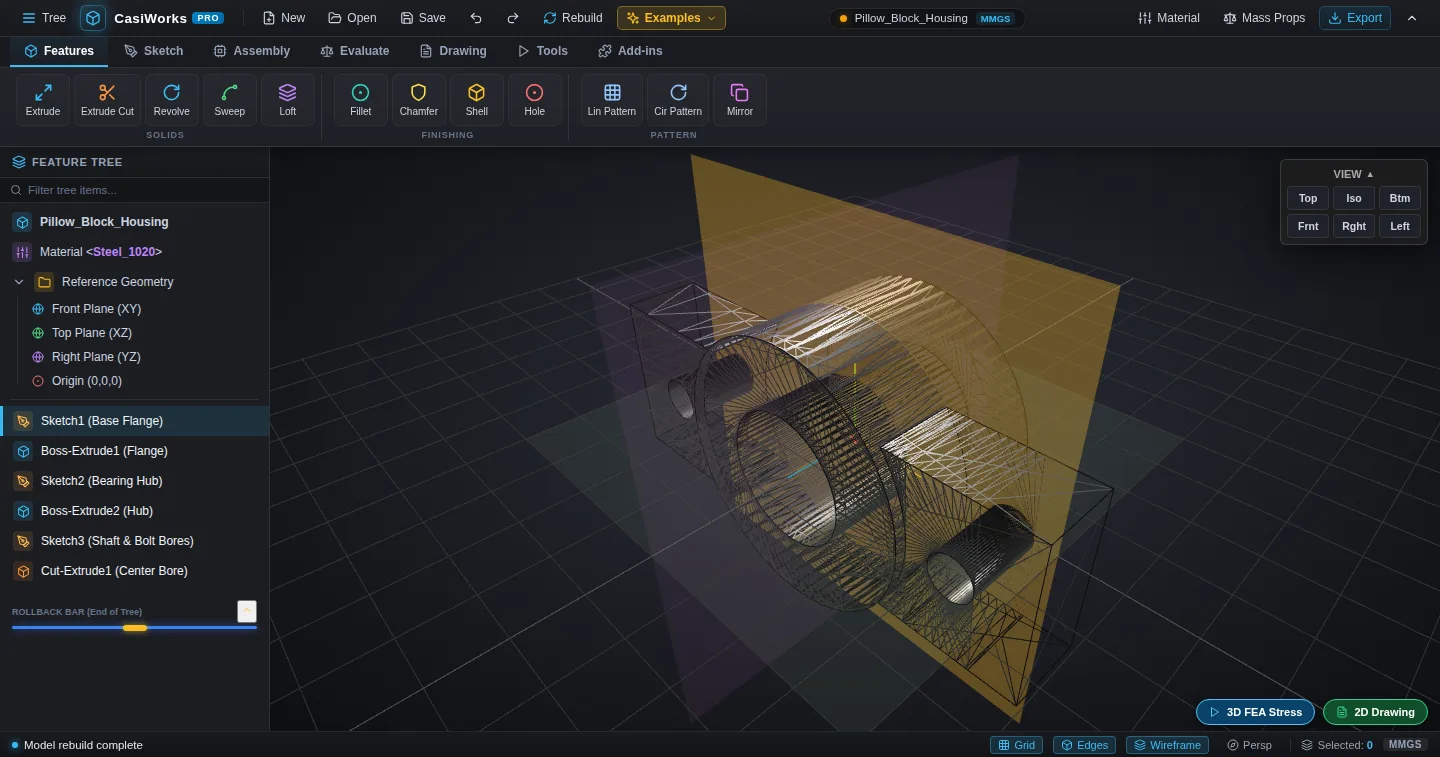 Tree CasiWorks PRO New Open Save Rebuild Examples Pillow_Block_Housing MMGS Material Mass Props Export
Features Sketch Assembly Evaluate Drawing Tools Add-ins
Extrude Extrude Cut Revolve Sweep Loft Fillet Chamfer Shell Hole Lin Pattern Cir Pattern Mirror
SOLIDS FINISHING PATTERN
FEATURE TREE
Filter tree items...
Pillow_Block_Housing
Material <Steel_1020>
Reference Geometry
Front Plane (XY)
Top Plane (XZ)
Right Plane (YZ)
Origin (0,0,0)
Sketch1 (Base Flange)
Boss-Extrude1 (Flange)
Sketch2 (Bearing Hub)
Boss-Extrude2 (Hub)
Sketch3 (Shaft & Bolt Bores)
Cut-Extrude1 (Center Bore)
ROLLBACK BAR (End of Tree)
VIEW ▲
Top Iso Btm
Frnt Rght Left
3D FEA Stress 2D Drawing
Model rebuild complete Grid Edges Wireframe Persp Selected: 0 MMGS